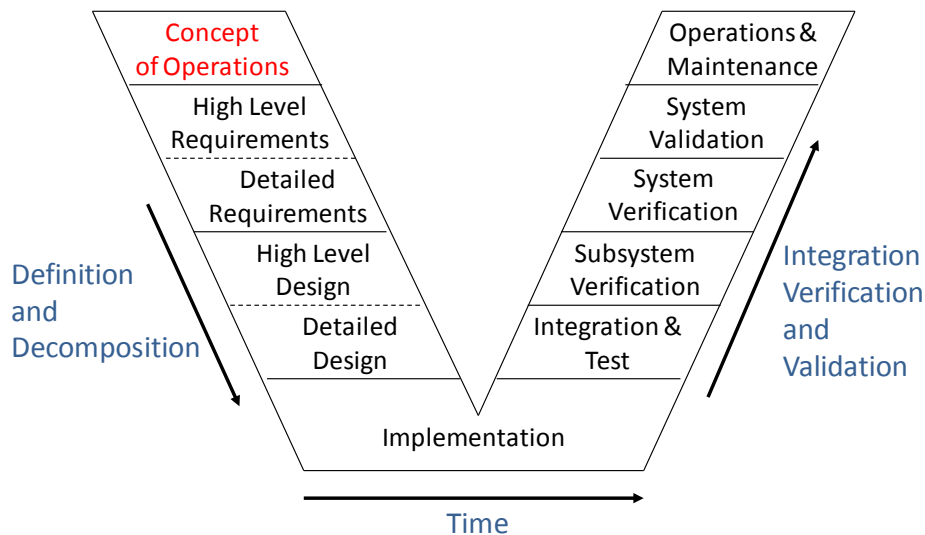 Concept
of Operations
High Level
Requirements
Detailed
Requirements
High Level
Design
Detailed
Design
Implementation
Operations &
Maintenance
System
Validation
System
Verification
Subsystem
Verification
Integration &
Test
Definition
and
Decomposition
Integration
Verification
and
Validation
Time